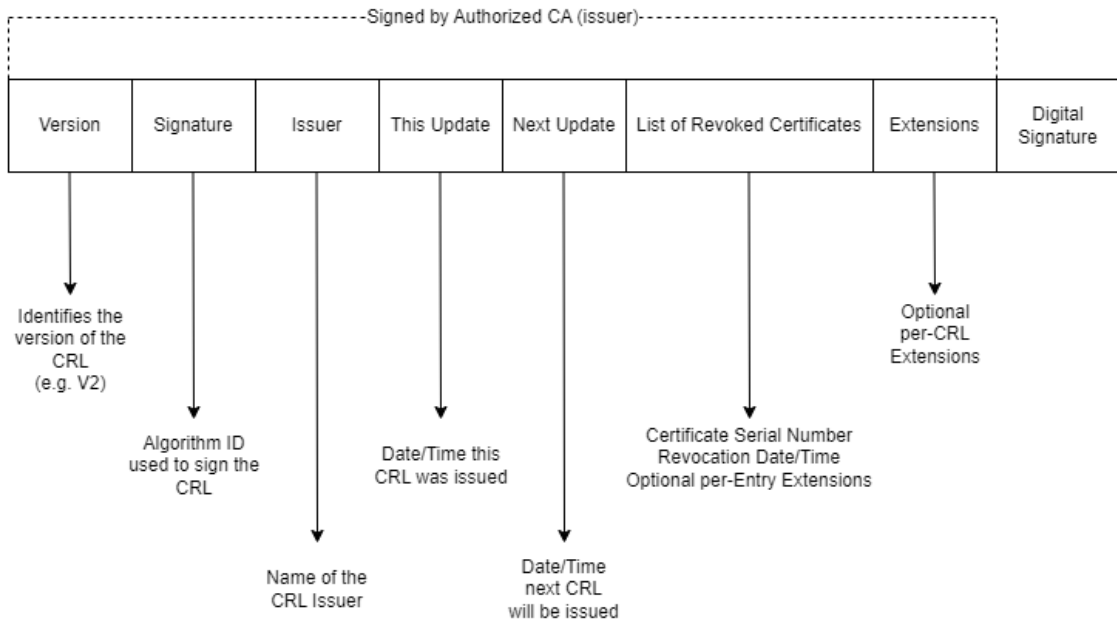 Signed by Authorized CA (issuer)
Version
Signature
Issuer
This Update
Next Update
List of Revoked Certificates
Extensions
Digital
Signature
Identifies the
version of the
CRL
(e.g. V2)
Algorithm ID
used to sign the
CRL
Name of the
CRL Issuer
Date/Time this
CRL was issued
Date/Time
next CRL
will be issued
Certificate Serial Number
Revocation Date/Time
Optional per-Entry Extensions
Optional
per-CRL
Extensions